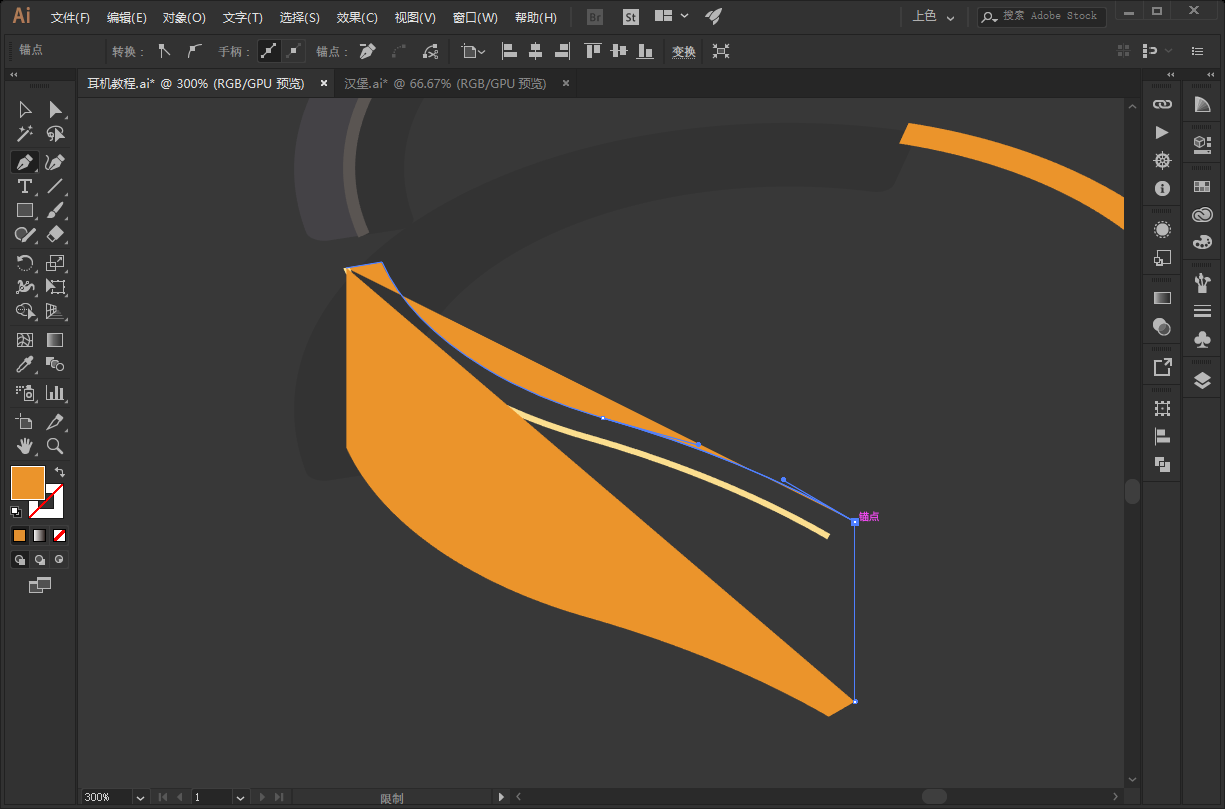 Ai 文件(F) 编辑(E) 对象(O) 文字(T) 选择(S) 效果(C) 视图(V) 窗口(W) 帮助(H) Br St 上色 搜索 Adobe Stock
锚点 转换： 手柄： 锚点： 变换
耳机教程.ai* @ 300% (RGB/GPU 预览) × 汉堡.ai* @ 66.67% (RGB/GPU 预览) ×
锚点
300% 1 限制